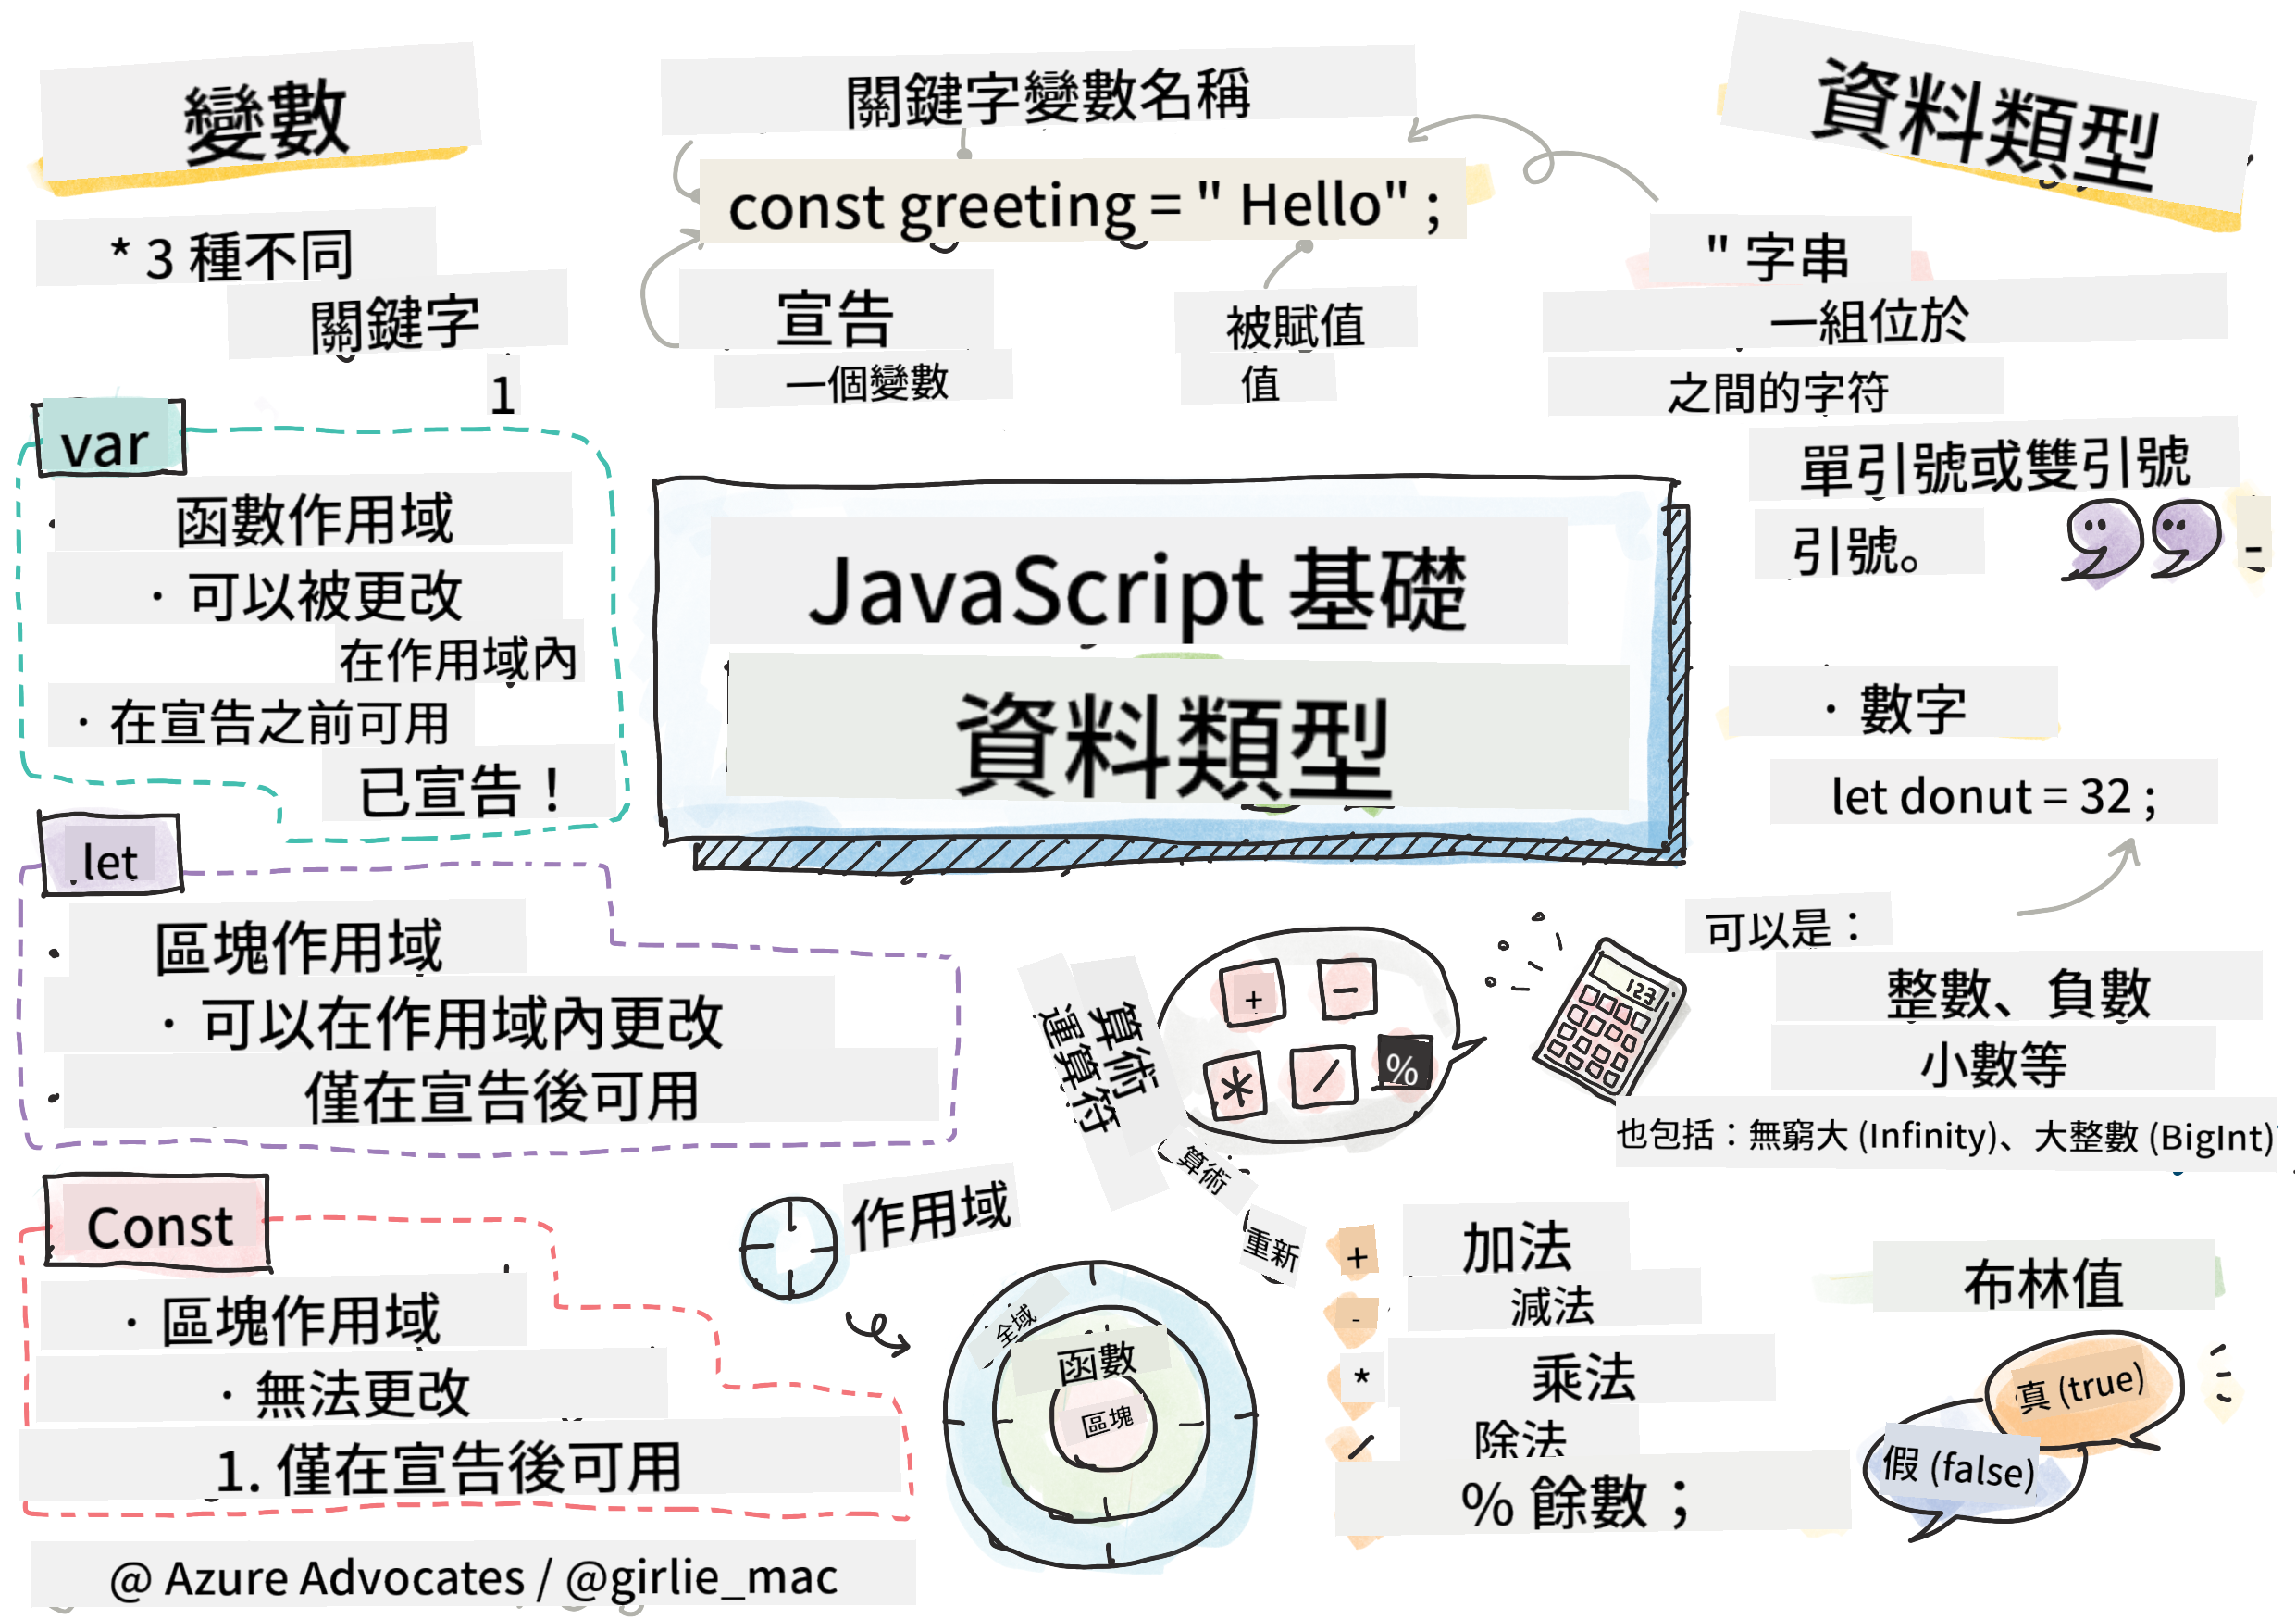 變數
* 3 種不同
關鍵字
1
var
函數作用域
· 可以被更改
在作用域內
· 在宣告之前可用
已宣告！
let
區塊作用域
· 可以在作用域內更改
僅在宣告後可用
Const
· 區塊作用域
· 無法更改
1. 僅在宣告後可用
@ Azure Advocates / @girlie_mac
關鍵字變數名稱
const greeting = " Hello" ;
宣告
一個變數
被賦值
值
JavaScript 基礎
資料類型
作用域
全域
函數
區塊
算術
運算符
+
−
*
/
%
123
算術
重新
+ 加法
- 減法
* 乘法
/ 除法
% 餘數；
資料類型
" 字串
一組位於
之間的字符
單引號或雙引號
引號。
-
· 數字
let donut = 32 ;
可以是：
整數、負數
小數等
也包括：無窮大 (Infinity)、大整數 (BigInt)
布林值
真 (true)
假 (false)